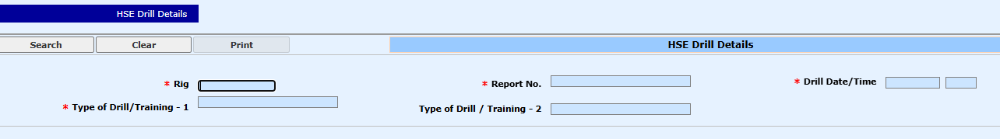 HSE Drill Details
Search Clear Print HSE Drill Details
* Rig * Report No. * Drill Date/Time
* Type of Drill/Training - 1 Type of Drill / Training - 2